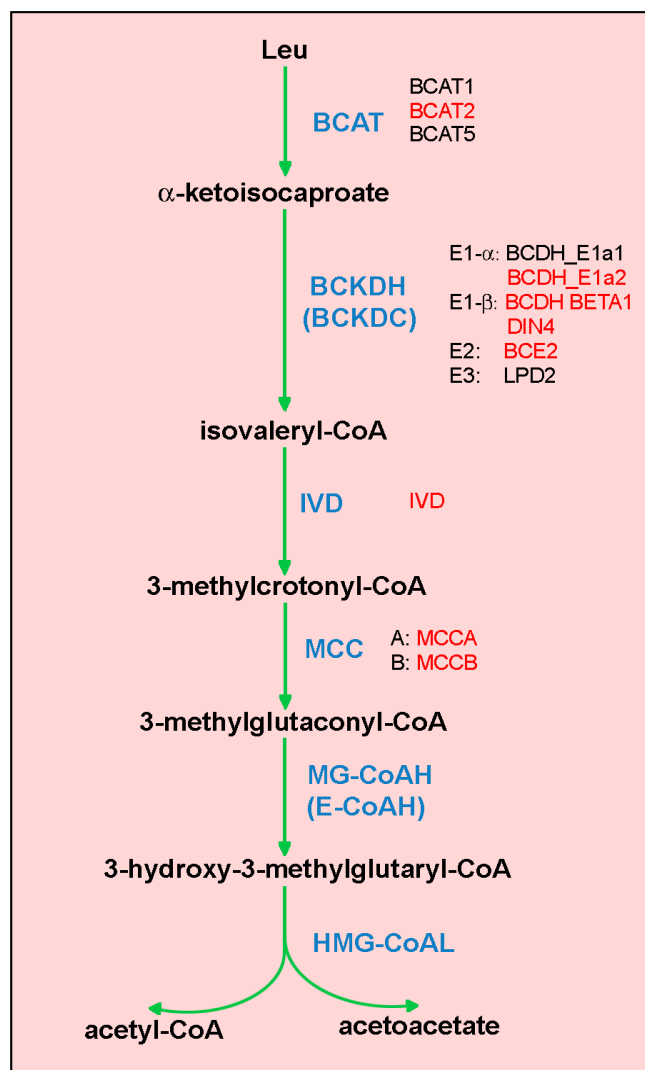 Leu
BCAT
BCAT1
BCAT2
BCAT5
α-ketoisocaproate
BCKDH
(BCKDC)
E1-α: BCDH_E1a1
BCDH_E1a2
E1-β: BCDH BETA1
DIN4
E2: BCE2
E3: LPD2
isovaleryl-CoA
IVD IVD
3-methylcrotonyl-CoA
MCC
A: MCCA
B: MCCB
3-methylglutaconyl-CoA
MG-CoAH
(E-CoAH)
3-hydroxy-3-methylglutaryl-CoA
HMG-CoAL
acetyl-CoA acetoacetate